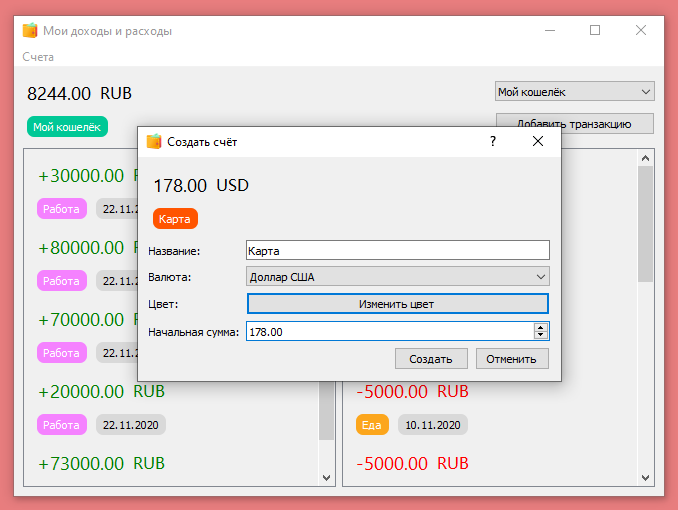 Мои доходы и расходы
Счета
8244.00 RUB
Мой кошелёк
Мой кошелёк
Добавить транзакцию
Создать счёт
?
178.00 USD
Карта
Название: Карта
Валюта: Доллар США
Цвет: Изменить цвет
Начальная сумма: 178.00
Создать Отменить
+30000.00
Работа
+80000.00
Работа
+70000.00
Работа
+20000.00 RUB
Работа 22.11.2020
+73000.00 RUB
-5000.00 RUB
Еда 10.11.2020
-5000.00 RUB